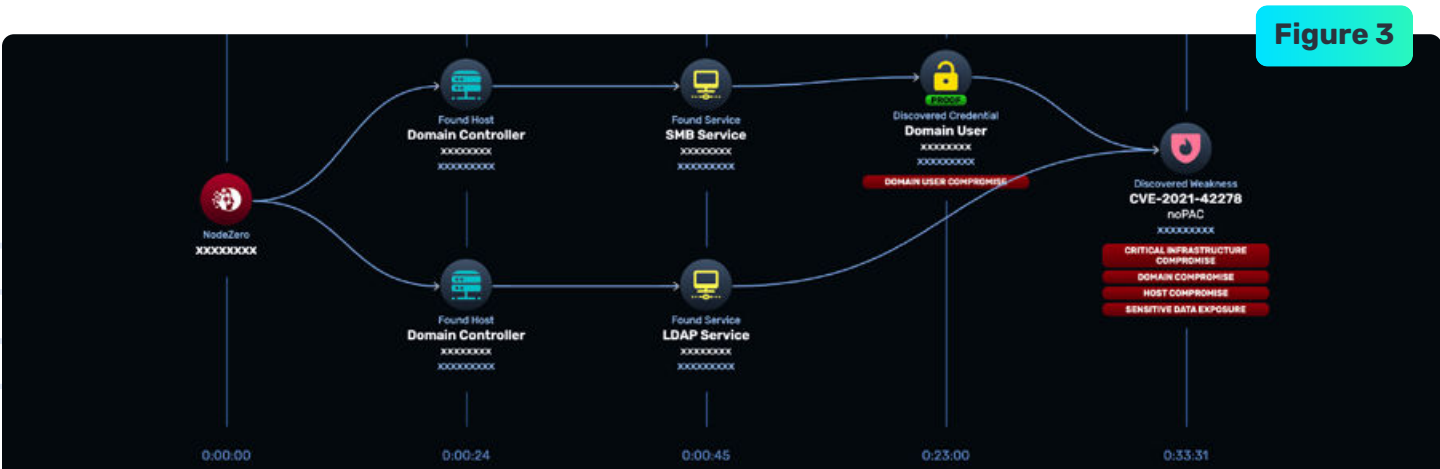 Figure 3
NodeZero
XXXXXXXX
Found Host
Domain Controller
XXXXXXXX
XXXXXXXXX
Found Service
SMB Service
XXXXXXXX
XXXXXXXXX
PROOF
Discovered Credential
Domain User
XXXXXXXX
XXXXXXXXX
DOMAIN USER COMPROMISE
Found Host
Domain Controller
XXXXXXXX
XXXXXXXXX
Found Service
LDAP Service
XXXXXXXX
XXXXXXXXX
Discovered Weakness
CVE-2021-42278
noPAC
XXXXXXXXX
CRITICAL INFRASTRUCTURE
COMPROMISE
DOMAIN COMPROMISE
HOST COMPROMISE
SENSITIVE DATA EXPOSURE
0:00:00
0:00:24
0:00:45
0:23:00
0:33:31